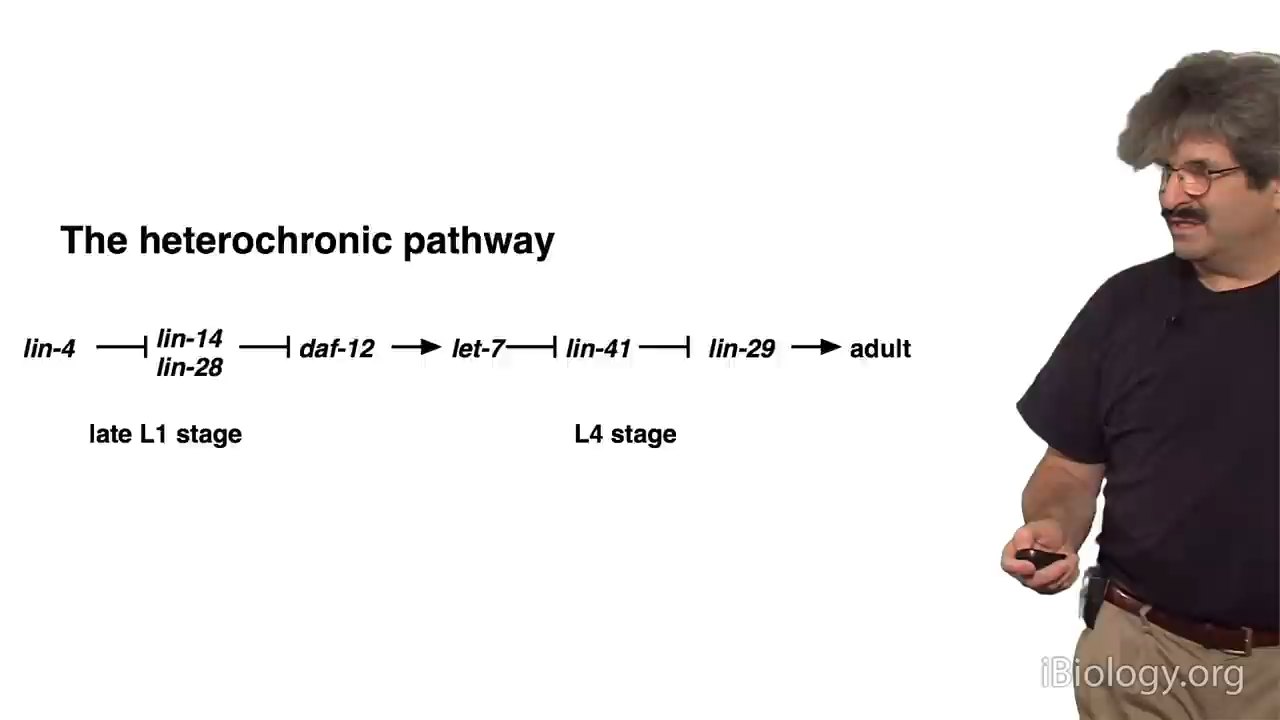 The heterochronic pathway
lin-4 lin-14 daf-12 let-7 lin-41 lin-29 adult
lin-28
late L1 stage L4 stage
iBiology.org